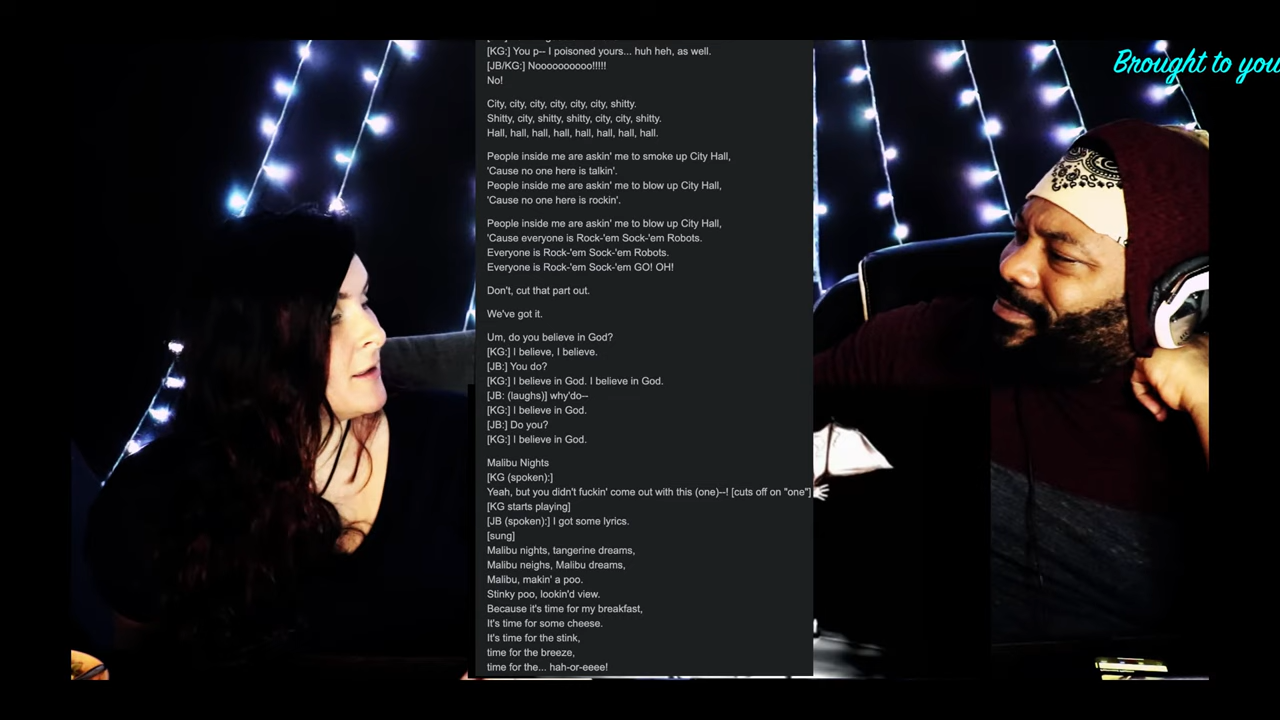 [KG:] You p-- I poisoned yours... huh heh, as well.
[JB/KG:] Noooooooooo!!!!!
No!
City, city, city, city, city, city, shitty.
Shitty, city, shitty, shitty, city, city, shitty.
Hall, hall, hall, hall, hall, hall, hall, hall.
People inside me are askin' me to smoke up City Hall,
'Cause no one here is talkin'.
People inside me are askin' me to blow up City Hall,
'Cause no one here is rockin'.
People inside me are askin' me to blow up City Hall,
'Cause everyone is Rock-'em Sock-'em Robots.
Everyone is Rock-'em Sock-'em Robots.
Everyone is Rock-'em Sock-'em GO! OH!
Don't, cut that part out.
We've got it.
Um, do you believe in God?
[KG:] I believe, I believe.
[JB:] You do?
[KG:] I believe in God. I believe in God.
[JB: (laughs)] why'do--
[KG:] I believe in God.
[JB:] Do you?
[KG:] I believe in God.
Malibu Nights
[KG (spoken):]
Yeah, but you didn't fuckin' come out with this (one)--! [cuts off on "one"]
[KG starts playing]
[JB (spoken):] I got some lyrics.
[sung]
Malibu nights, tangerine dreams,
Malibu neighs, Malibu dreams,
Malibu, makin' a poo.
Stinky poo, lookin'd view.
Because it's time for my breakfast,
It's time for some cheese.
It's time for the stink,
time for the breeze,
time for the... hah-or-eeee!
Brought to you